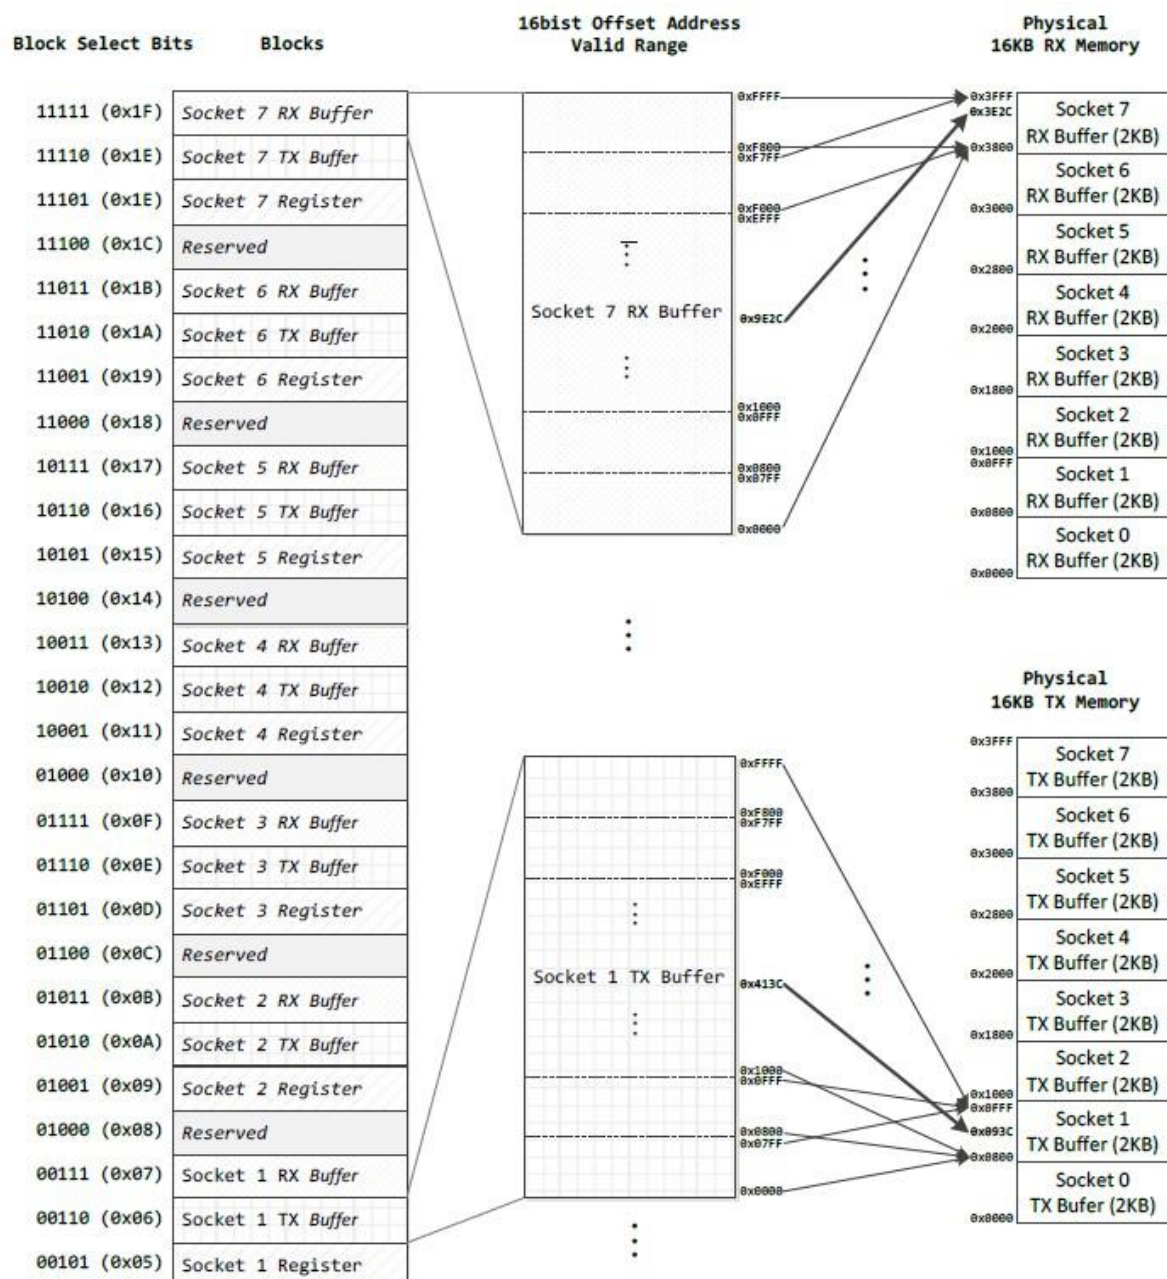 16bist Offset Address
Valid Range
Physical
16KB RX Memory
Block Select Bits
Blocks
11111 (0x1F) Socket 7 RX Buffer
11110 (0x1E) Socket 7 TX Buffer
11101 (0x1E) Socket 7 Register
11100 (0x1C) Reserved
11011 (0x1B) Socket 6 RX Buffer
11010 (0x1A) Socket 6 TX Buffer
11001 (0x19) Socket 6 Register
11000 (0x18) Reserved
10111 (0x17) Socket 5 RX Buffer
10110 (0x16) Socket 5 TX Buffer
10101 (0x15) Socket 5 Register
10100 (0x14) Reserved
10011 (0x13) Socket 4 RX Buffer
10010 (0x12) Socket 4 TX Buffer
10001 (0x11) Socket 4 Register
01000 (0x10) Reserved
01111 (0x0F) Socket 3 RX Buffer
01110 (0x0E) Socket 3 TX Buffer
01101 (0x0D) Socket 3 Register
01100 (0x0C) Reserved
01011 (0x0B) Socket 2 RX Buffer
01010 (0x0A) Socket 2 TX Buffer
01001 (0x09) Socket 2 Register
01000 (0x08) Reserved
00111 (0x07) Socket 1 RX Buffer
00110 (0x06) Socket 1 TX Buffer
00101 (0x05) Socket 1 Register
Socket 7 RX Buffer
0xFFFF
0xF800
0xF7FF
0xF000
0xEFFF
0x9E2C
0x1000
0x0FFF
0x0800
0x07FF
0x0000
0x3FFF
0x3E2C
Socket 7
RX Buffer (2KB)
0x3800
Socket 6
RX Buffer (2KB)
0x3000
Socket 5
RX Buffer (2KB)
0x2800
Socket 4
RX Buffer (2KB)
0x2000
Socket 3
RX Buffer (2KB)
0x1800
Socket 2
RX Buffer (2KB)
0x1000
0x0FFF
Socket 1
RX Buffer (2KB)
0x0800
Socket 0
RX Buffer (2KB)
0x0000
Socket 1 TX Buffer
0xFFFF
0xF800
0xF7FF
0xF000
0xEFFF
0x413C
0x1000
0x0FFF
0x0800
0x07FF
0x0000
Physical
16KB TX Memory
0x3FFF
Socket 7
TX Buffer (2KB)
0x3800
Socket 6
TX Buffer (2KB)
0x3000
Socket 5
TX Buffer (2KB)
0x2800
Socket 4
TX Buffer (2KB)
0x2000
Socket 3
TX Buffer (2KB)
0x1800
Socket 2
TX Buffer (2KB)
0x1000
0x0FFF
Socket 1
0x093C
TX Buffer (2KB)
0x0800
Socket 0
TX Bufer (2KB)
0x0000